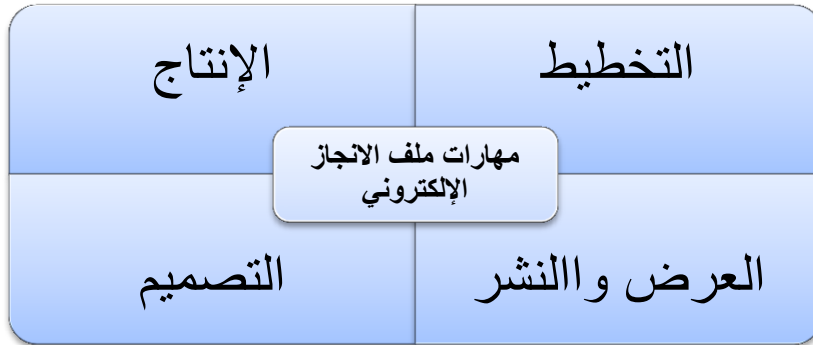 التخطيط
الإنتاج
مهارات ملف الانجاز
الإلكتروني
العرض واالنشر
التصميم